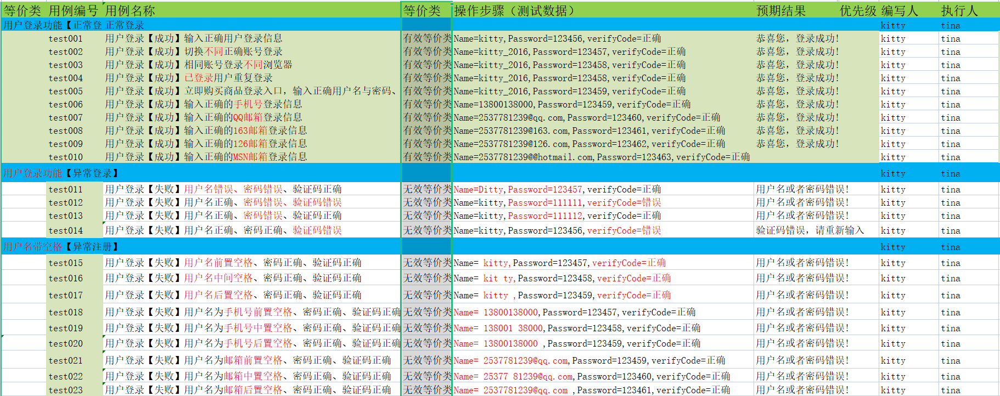 等价类 用例编号 用例名称 等价类 操作步骤（测试数据） 预期结果 优先级 编写人 执行人
用户登录功能【正常登 正常登录 kitty tina
test001 用户登录【成功】输入正确用户登录信息 有效等价类 Name=kitty,Password=123456,verifyCode=正确 恭喜您，登录成功! kitty tina
test002 用户登录【成功】切换不同正确账号登录 有效等价类 Name=kitty_2016,Password=123457,verifyCode=正确 恭喜您，登录成功! kitty tina
test003 用户登录【成功】相同账号登录不同浏览器 有效等价类 Name=kitty_2016,Password=123458,verifyCode=正确 恭喜您，登录成功! kitty tina
test004 用户登录【成功】已登录用户重复登录 有效等价类 Name=kitty_2016,Password=123458,verifyCode=正确 恭喜您，登录成功! kitty tina
test005 用户登录【成功】立即购买商品登录入口，输入正确用户名与密码、 有效等价类 Name=kitty_2016,Password=123459,verifyCode=正确 恭喜您，登录成功! kitty tina
test006 用户登录【成功】输入正确的手机号登录信息 有效等价类 Name=13800138000,Password=123459,verifyCode=正确 恭喜您，登录成功! kitty tina
test007 用户登录【成功】输入正确的QQ邮箱登录信息 有效等价类 Name=2537781239@qq.com,Password=123460,verifyCode=正确 恭喜您，登录成功! kitty tina
test008 用户登录【成功】输入正确的163邮箱登录信息 有效等价类 Name=2537781239@163.com,Password=123461,verifyCode=正确 恭喜您，登录成功! kitty tina
test009 用户登录【成功】输入正确的126邮箱登录信息 有效等价类 Name=2537781239@126.com,Password=123462,verifyCode=正确 恭喜您，登录成功! kitty tina
test010 用户登录【成功】输入正确的MSN邮箱登录信息 有效等价类 Name=2537781239@@hotmail.com,Password=123463,verifyCode=正确 kitty tina
用户登录功能【异常登录】 kitty tina
test011 用户登录【失败】用户名错误、密码错误、验证码正确 无效等价类 Name=Ditty,Password=123457,verifyCode=正确 用户名或者密码错误! kitty tina
test012 用户登录【失败】用户名正确、密码错误、验证码错误 无效等价类 Name=kitty,Password=111111,verifyCode=错误 用户名或者密码错误! kitty tina
test013 用户登录【失败】用户名正确、密码错误、验证码正确 无效等价类 Name=kitty,Password=111112,verifyCode=正确 用户名或者密码错误! kitty tina
test014 用户登录【失败】用户名正确、密码正确、验证码错误 无效等价类 Name=kitty,Password=123456,verifyCode=错误 验证码错误，请重新输入 kitty tina
用户名带空格【异常注册】 kitty tina
test015 用户登录【失败】用户名前置空格、密码正确、验证码正确 无效等价类 Name= kitty,Password=123457,verifyCode=正确 用户名或者密码错误! kitty tina
test016 用户登录【失败】用户名中间空格、密码正确、验证码正确 无效等价类 Name= kit ty,Password=123458,verifyCode=正确 用户名或者密码错误! kitty tina
test017 用户登录【失败】用户名后置空格、密码正确、验证码正确 无效等价类 Name= kitty ,Password=123459,verifyCode=正确 用户名或者密码错误! kitty tina
test018 用户登录【失败】用户名为手机号前置空格、密码正确、验证码正确 无效等价类 Name= 13800138000,Password=123457,verifyCode=正确 用户名或者密码错误! kitty tina
test019 用户登录【失败】用户名为手机号中置空格、密码正确、验证码正确 无效等价类 Name= 138001 38000,Password=123458,verifyCode=正确 用户名或者密码错误! kitty tina
test020 用户登录【失败】用户名为手机号后置空格、密码正确、验证码正确 无效等价类 Name= 13800138000 ,Password=123459,verifyCode=正确 用户名或者密码错误! kitty tina
test021 用户登录【失败】用户名为邮箱前置空格、密码正确、验证码正确 无效等价类 Name= 2537781239@qq.com,Password=123459,verifyCode=正确 用户名或者密码错误! kitty tina
test022 用户登录【失败】用户名为邮箱中置空格、密码正确、验证码正确 无效等价类 Name= 25377 81239@qq.com,Password=123460,verifyCode=正确 用户名或者密码错误! kitty tina
test023 用户登录【失败】用户名为邮箱后置空格、密码正确、验证码正确 无效等价类 Name= 2537781239@qq.com ,Password=123461,verifyCode=正确 用户名或者密码错误! kitty tina